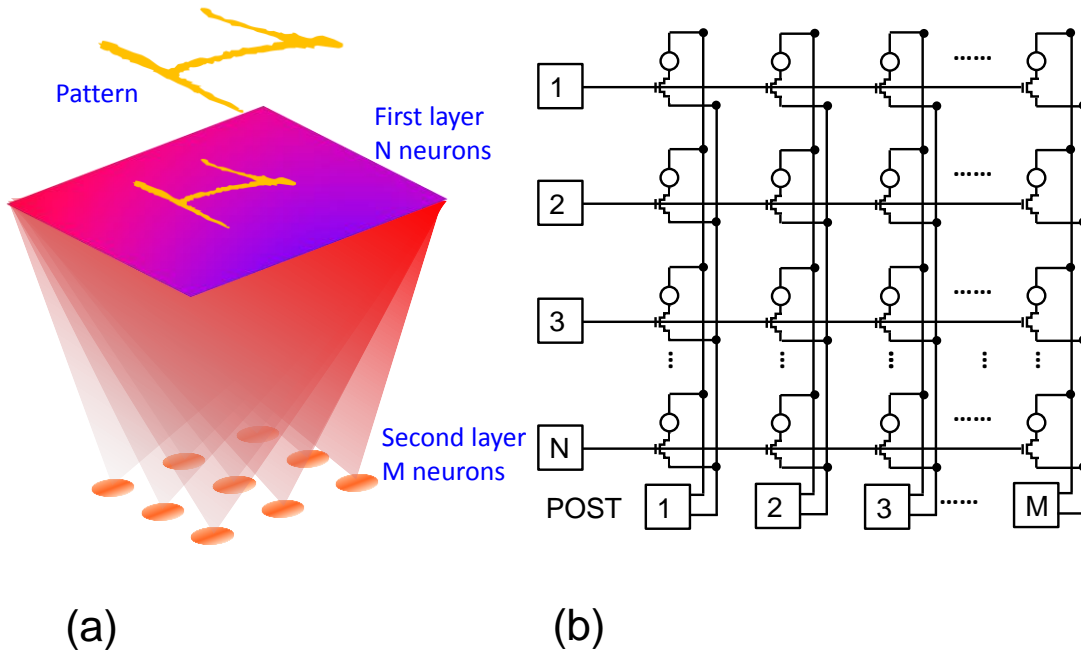 Pattern
First layer
N neurons
Second layer
M neurons
(a)
1
......
2
......
3
......
... ... ... ... ...
N
......
POST 1 2 3 ...... M
(b)